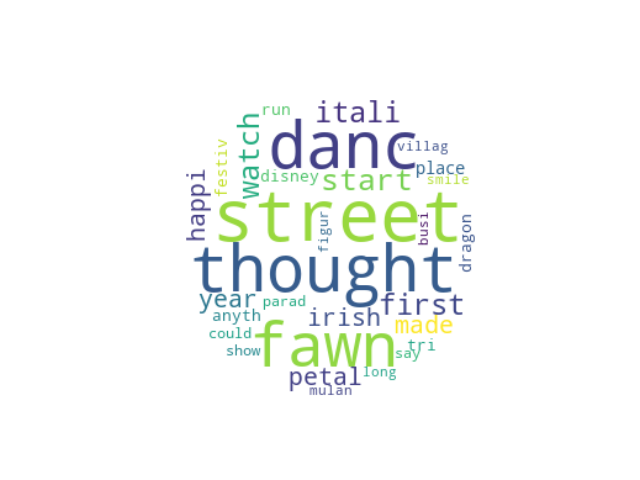 run itali
watch danc villag
festiv disney start place
smile
happi street figur busi dragon
thought
year parad irish first
anyth made
could fawn tri
show say
petal long
mulan